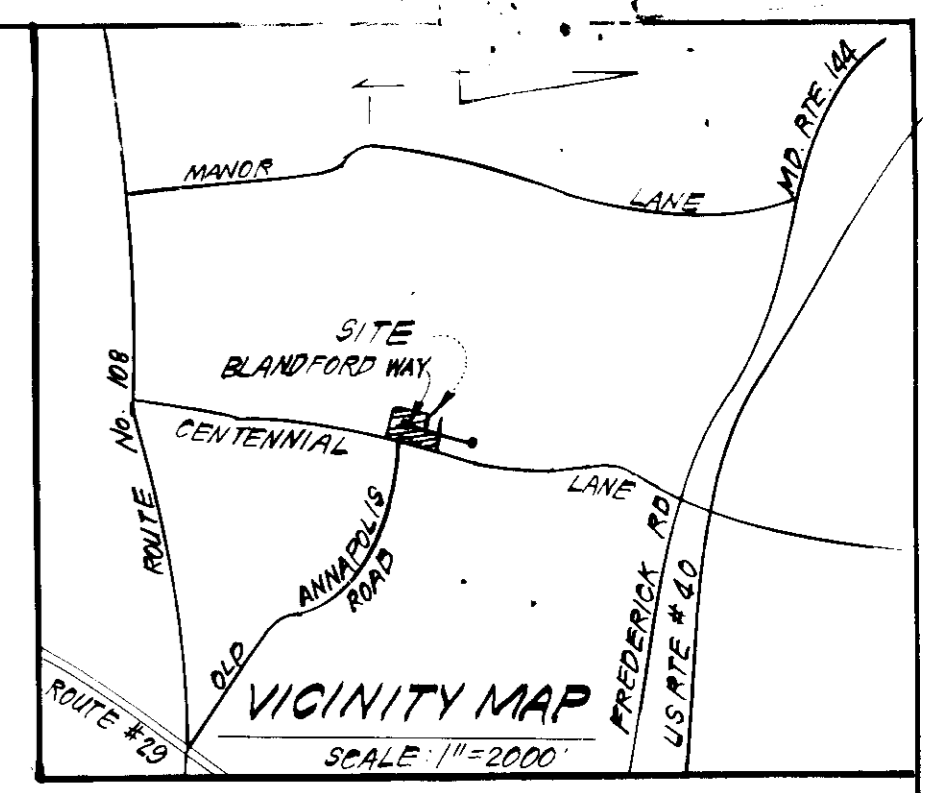 MANOR LANE
MD. RTE. 144
SITE
BLANDFORD WAY
ROUTE No. 108
CENTENNIAL LANE
OLD ANNAPOLIS ROAD
FREDERICK RD
US RTE # 40
ROUTE #29
VICINITY MAP
SCALE: 1"=2000'